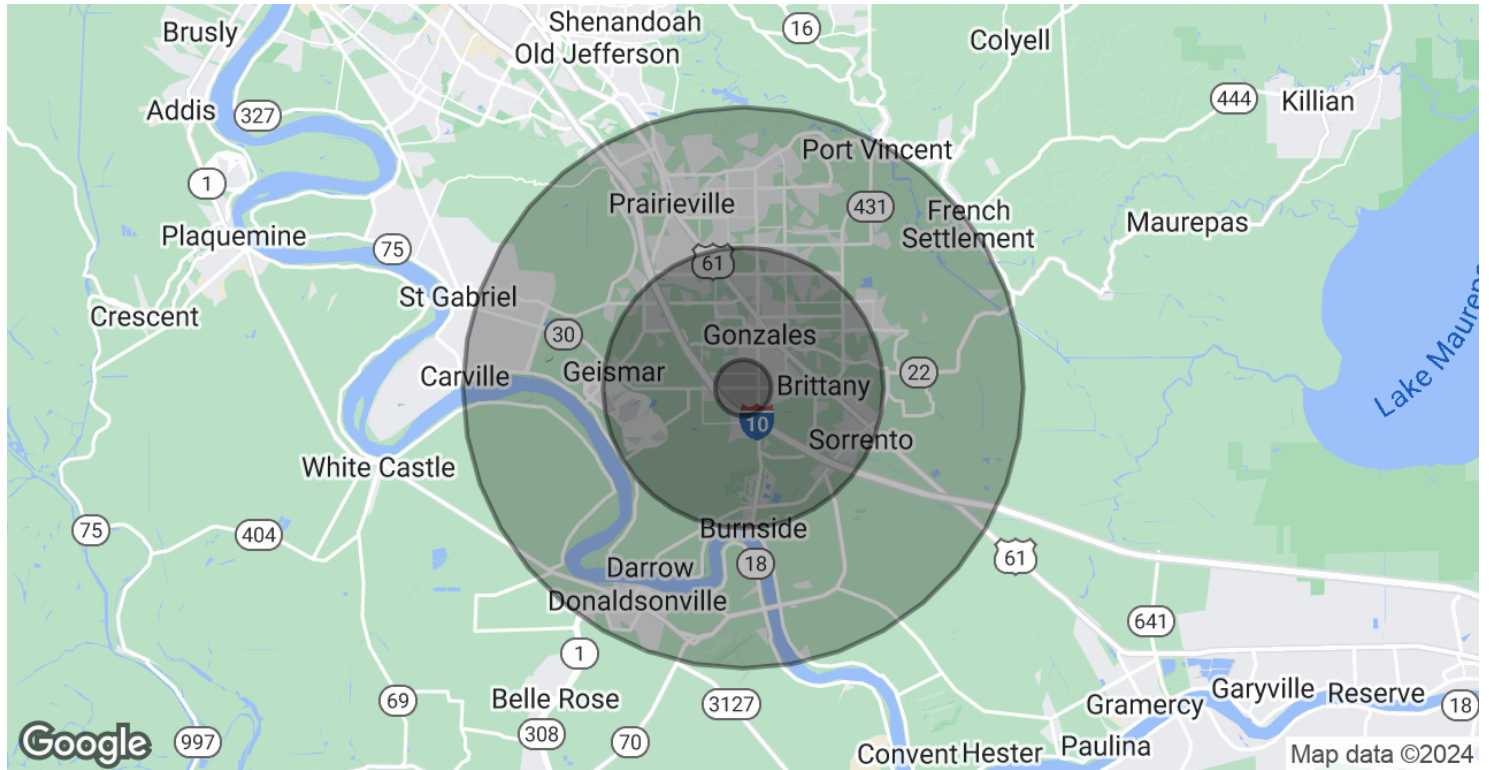 Shenandoah
Brusly
16
Colyell
Old Jefferson
444
Killian
Addis
327
Port Vincent
1
Prairieville
431
French
Settlement
Maurepas
Plaquemine
75
61
St Gabriel
Crescent
30
Gonzales
Geismar
Carville
Brittany
22
Lake Maurepas
10
Sorrento
White Castle
75
404
Burnside
61
18
Darrow
Donaldsonville
641
1
69
Belle Rose
3127
Garyville
Reserve
Gramercy
18
308
70
997
Google
Convent
Hester
Paulina
Map data ©2024